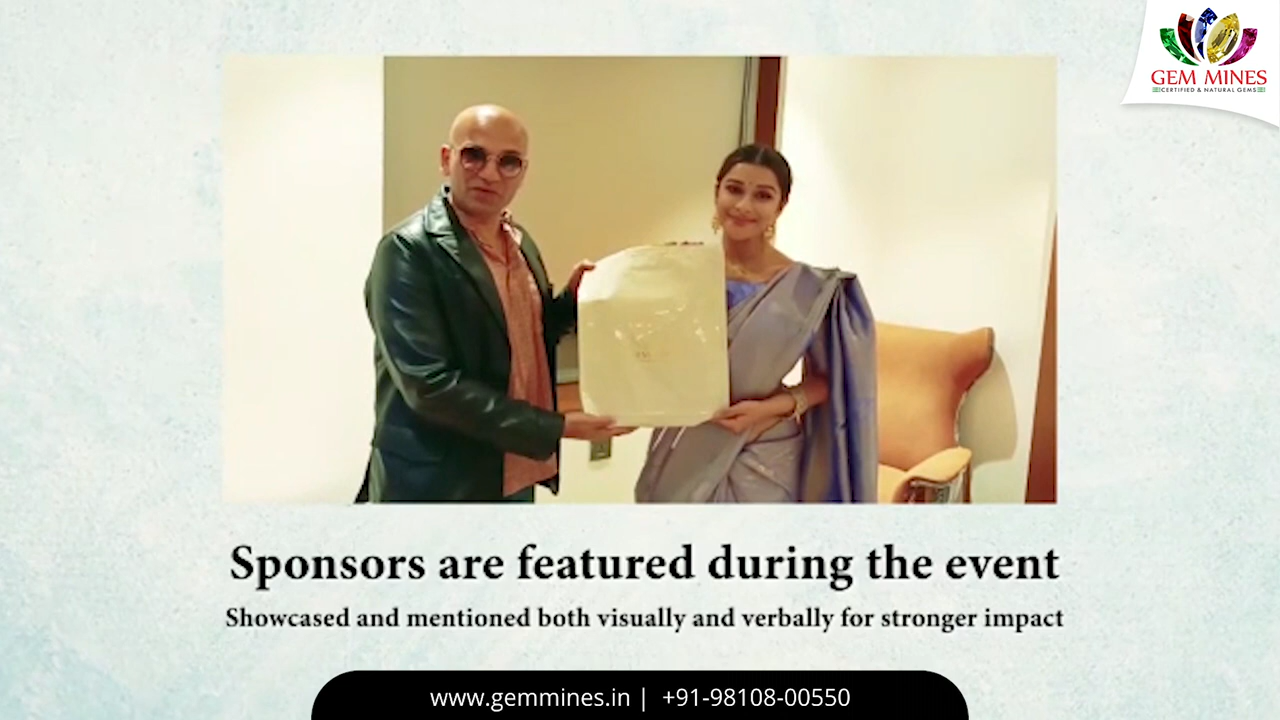 GEM MINES
CERTIFIED & NATURAL GEMS
Sponsors are featured during the event
Showcased and mentioned both visually and verbally for stronger impact
www.gemmines.in | +91-98108-00550